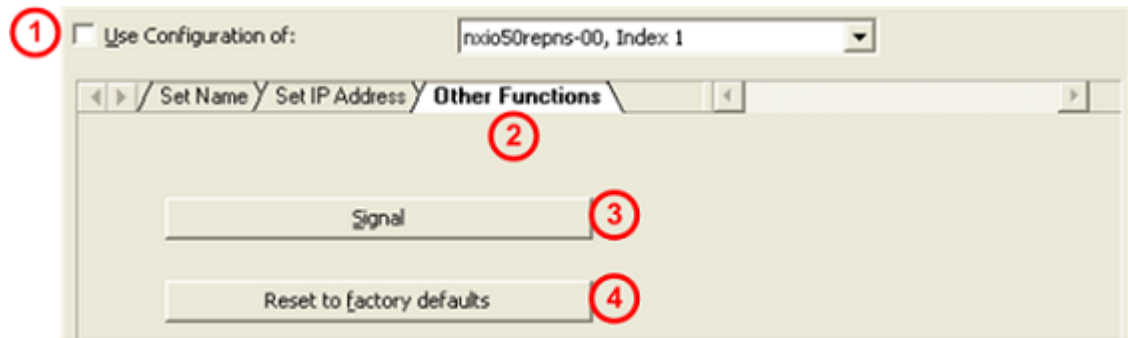 1 Use Configuration of: nxio50repns-00, Index 1
Set Name Set IP Address Other Functions
2
Signal 3
Reset to factory defaults 4